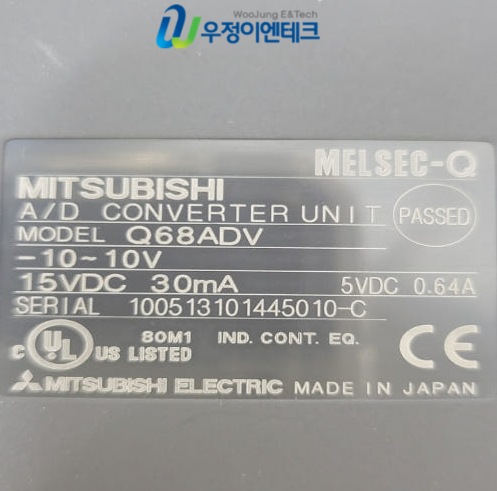 WooJung E&Tech
우정이엔테크
MELSEC-Q
MITSUBISHI
A/D CONVERTER UNIT PASSED
MODEL Q68ADV
-10~10V
15VDC 30mA 5VDC 0.64A
SERIAL 100513101445010-C
c UL US LISTED 80M1 IND. CONT. EQ. CE
MITSUBISHI ELECTRIC MADE IN JAPAN